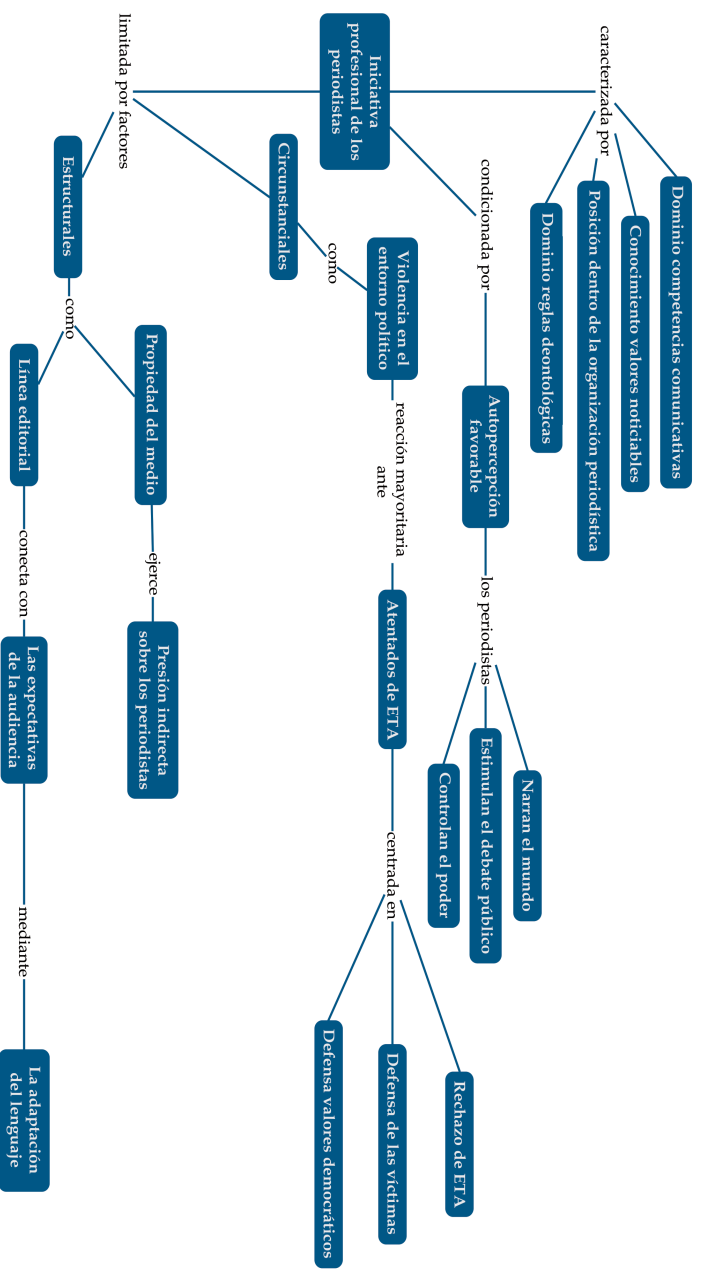 caracterizada por
Dominio competencias comunicativas
Conocimiento valores noticiables
Posición dentro de la organización periodística
Dominio reglas deontológicas
Iniciativa
profesional de los
periodistas
condicionada por
Autopercepción
favorable
los periodistas
Narran el mundo
Estimulan el debate público
Controlan el poder
limitada por factores
Circunstanciales
como
Violencia en el
entorno político
reacción mayoritaria
ante
Atentados de ETA
centrada en
Rechazo de ETA
Defensa de las víctimas
Defensa valores democráticos
Estructurales
como
Propiedad del medio
ejerce
Presión indirecta
sobre los periodistas
Línea editorial
conecta con
Las expectativas
de la audiencia
mediante
La adaptación
del lenguaje